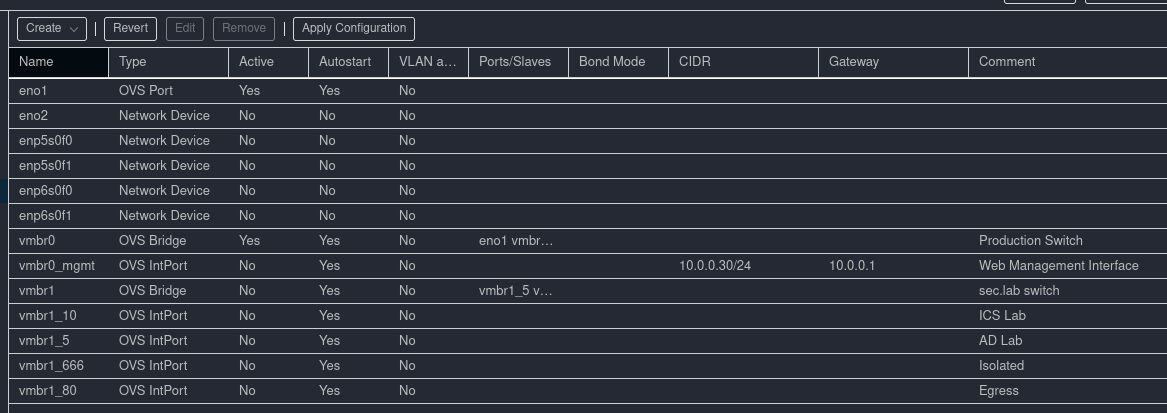 Create | Revert Edit Remove | Apply Configuration
Name Type Active Autostart VLAN a... Ports/Slaves Bond Mode CIDR Gateway Comment
eno1 OVS Port Yes Yes No
eno2 Network Device No No No
enp5s0f0 Network Device No No No
enp5s0f1 Network Device No No No
enp6s0f0 Network Device No No No
enp6s0f1 Network Device No No No
vmbr0 OVS Bridge Yes Yes No eno1 vmbr... Production Switch
vmbr0_mgmt OVS IntPort No Yes No 10.0.0.30/24 10.0.0.1 Web Management Interface
vmbr1 OVS Bridge No Yes No vmbr1_5 v... sec.lab switch
vmbr1_10 OVS IntPort No Yes No ICS Lab
vmbr1_5 OVS IntPort No Yes No AD Lab
vmbr1_666 OVS IntPort No Yes No Isolated
vmbr1_80 OVS IntPort No Yes No Egress